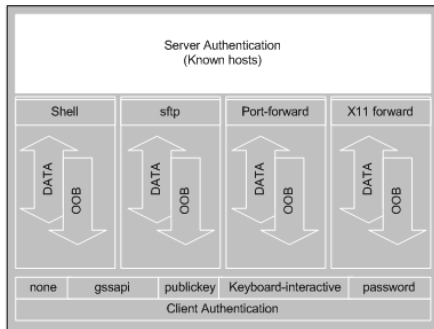 Server Authentication
(Known hosts)
Shell sftp Port-forward X11 forward
DATA OOB DATA OOB DATA OOB DATA OOB
none gssapi publickey Keyboard-interactive password
Client Authentication